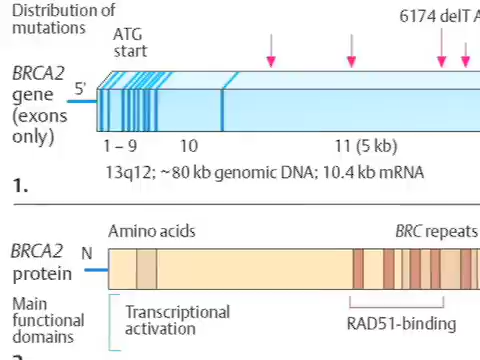 Distribution of
mutations
ATG
start
6174 delT A
BRCA2
gene
(exons
only)
5'
1 – 9
10
11 (5 kb)
13q12; ~80 kb genomic DNA; 10.4 kb mRNA
1.
Amino acids
BRC repeats
BRCA2
protein
N
Main
functional
domains
Transcriptional
activation
RAD51-binding